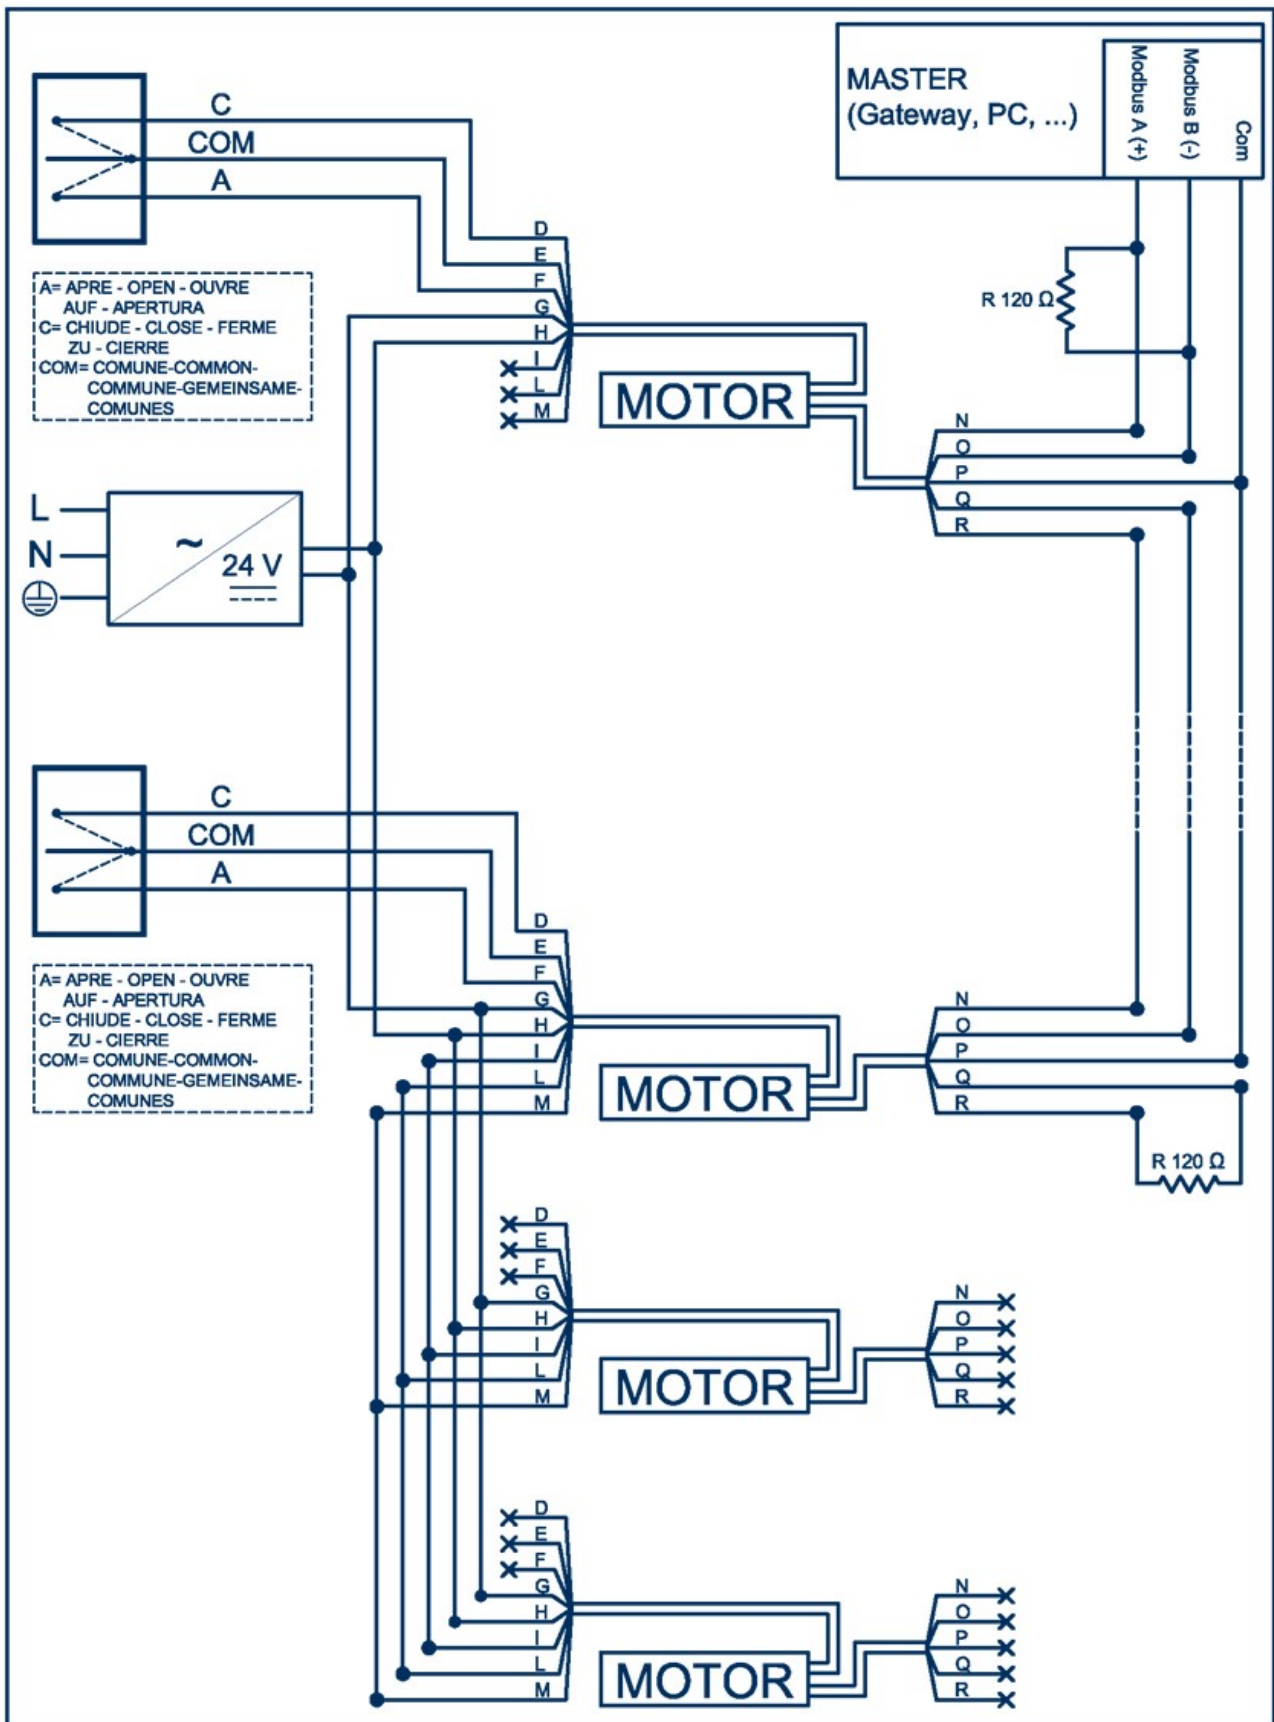 MASTER
(Gateway, PC, ...)
Modbus A (+)
Modbus B (-)
Com
C
COM
A
A= APRE - OPEN - OUVRE
AUF - APERTURA
C= CHIUDE - CLOSE - FERME
ZU - CIERRE
COM= COMUNE-COMMON-
COMMUNE-GEMEINSAME-
COMUNES
D
E
F
G
H
I
L
M
MOTOR
R 120 Ω
N
O
P
Q
R
L
N
~
24 V
C
COM
A
A= APRE - OPEN - OUVRE
AUF - APERTURA
C= CHIUDE - CLOSE - FERME
ZU - CIERRE
COM= COMUNE-COMMON-
COMMUNE-GEMEINSAME-
COMUNES
D
E
F
G
H
I
L
M
MOTOR
N
O
P
Q
R
R 120 Ω
D
E
F
G
H
I
L
M
MOTOR
N
O
P
Q
R
D
E
F
G
H
I
L
M
MOTOR
N
O
P
Q
R